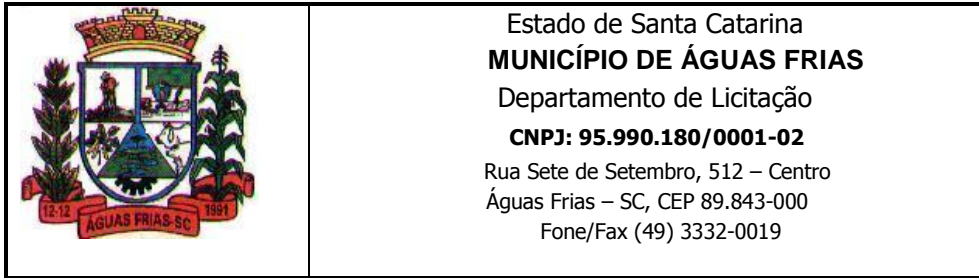 12-12
ÁGUAS FRIAS-SC
1991
Estado de Santa Catarina
MUNICÍPIO DE ÁGUAS FRIAS
Departamento de Licitação
CNPJ: 95.990.180/0001-02
Rua Sete de Setembro, 512 – Centro
Águas Frias – SC, CEP 89.843-000
Fone/Fax (49) 3332-0019